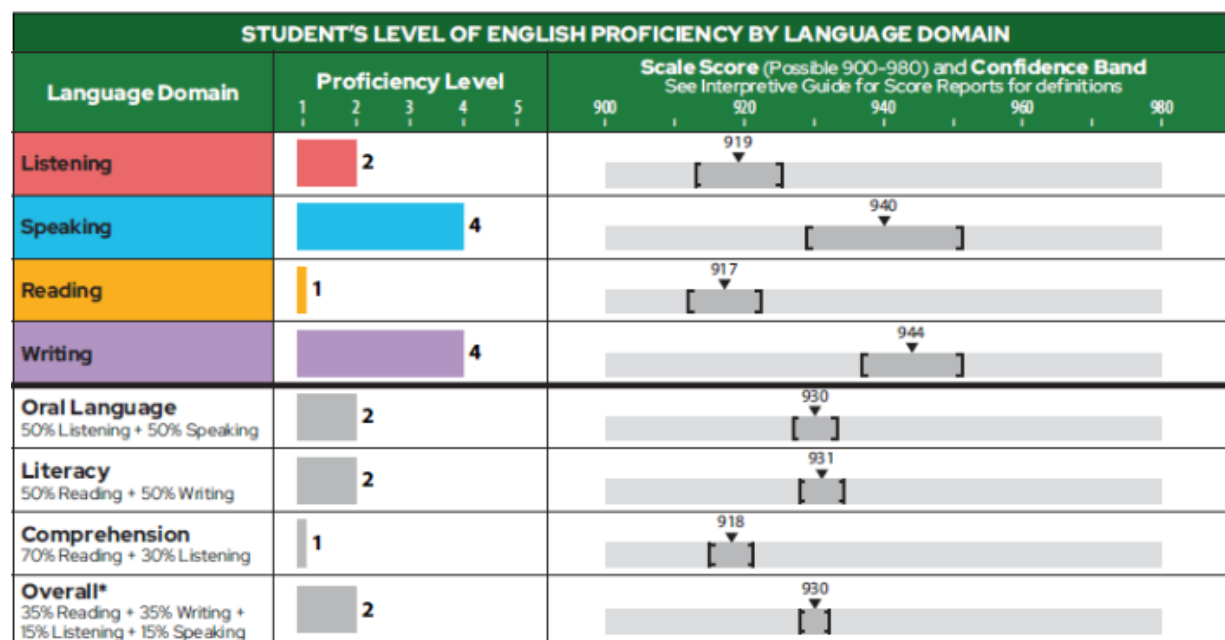 STUDENT'S LEVEL OF ENGLISH PROFICIENCY BY LANGUAGE DOMAIN
Language Domain
Proficiency Level
1 2 3 4 5
Scale Score (Possible 900-980) and Confidence Band
See Interpretive Guide for Score Reports for definitions
900 920 940 960 980
Listening
2
919
Speaking
4
940
Reading
1
917
Writing
4
944
Oral Language
50% Listening + 50% Speaking
2
930
Literacy
50% Reading + 50% Writing
2
931
Comprehension
70% Reading + 30% Listening
1
918
Overall*
35% Reading + 35% Writing +
15% Listening + 15% Speaking
2
930